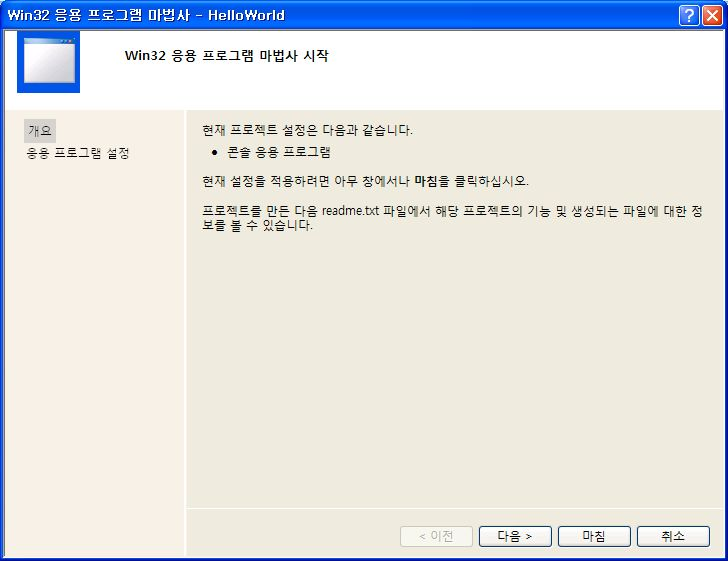 Win32 응용 프로그램 마법사 - HelloWorld
Win32 응용 프로그램 마법사 시작
개요
응용 프로그램 설정
현재 프로젝트 설정은 다음과 같습니다.
• 콘솔 응용 프로그램
현재 설정을 적용하려면 아무 창에서나 마침을 클릭하십시오.
프로젝트를 만든 다음 readme.txt 파일에서 해당 프로젝트의 기능 및 생성되는 파일에 대한 정
보를 볼 수 있습니다.
< 이전
다음 >
마침
취소